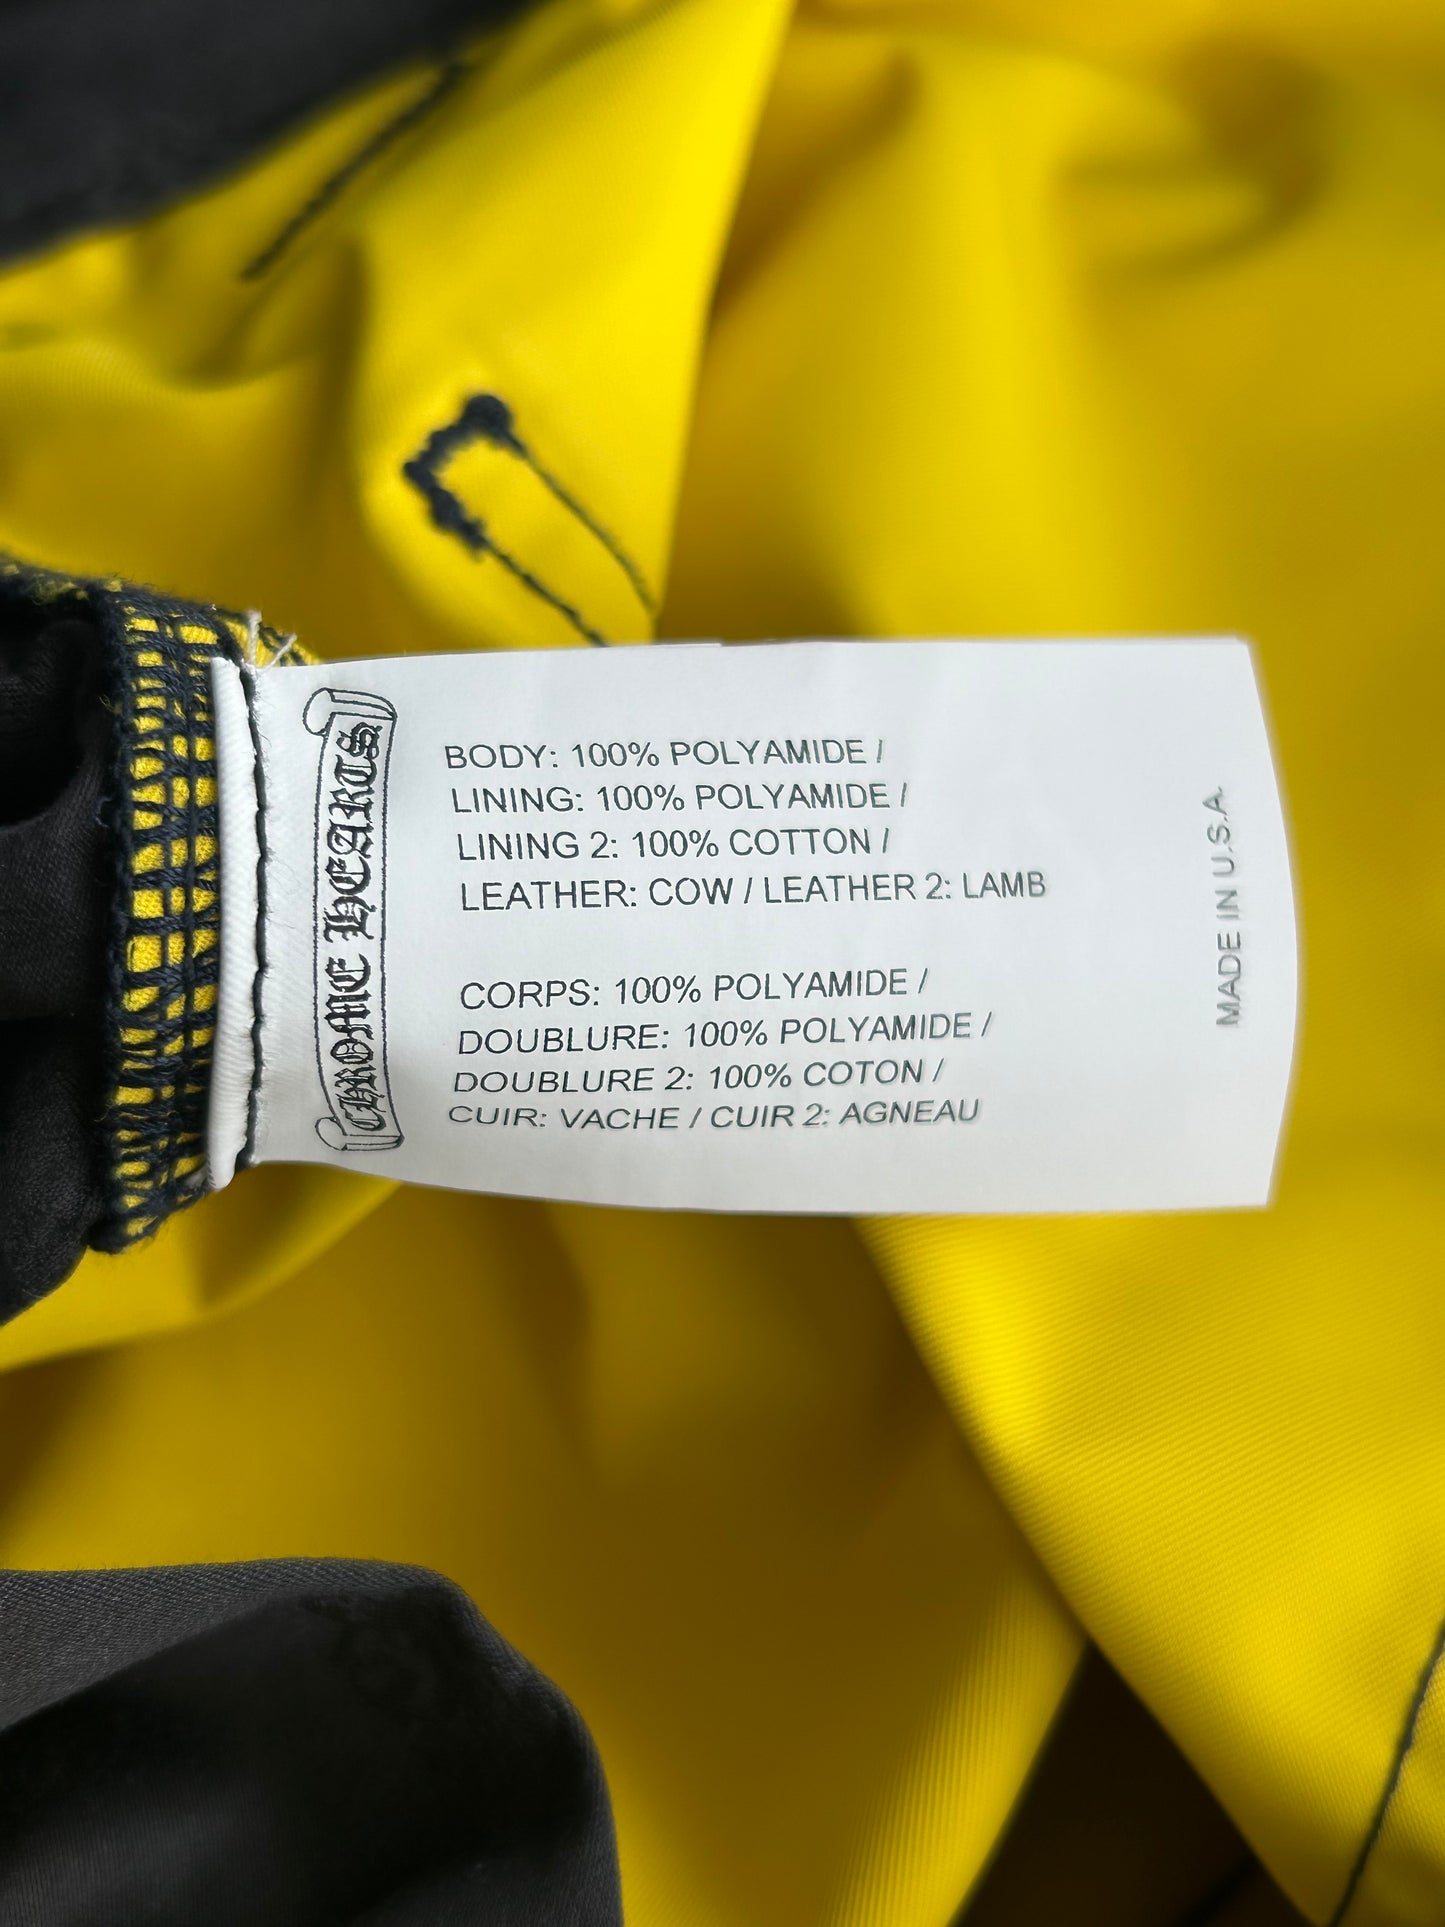 CHROME HEARTS
BODY: 100% POLYAMIDE /
LINING: 100% POLYAMIDE /
LINING 2: 100% COTTON /
LEATHER: COW / LEATHER 2: LAMB
CORPS: 100% POLYAMIDE /
DOUBLURE: 100% POLYAMIDE /
DOUBLURE 2: 100% COTON /
CUIR: VACHE / CUIR 2: AGNEAU
MADE IN U.S.A.